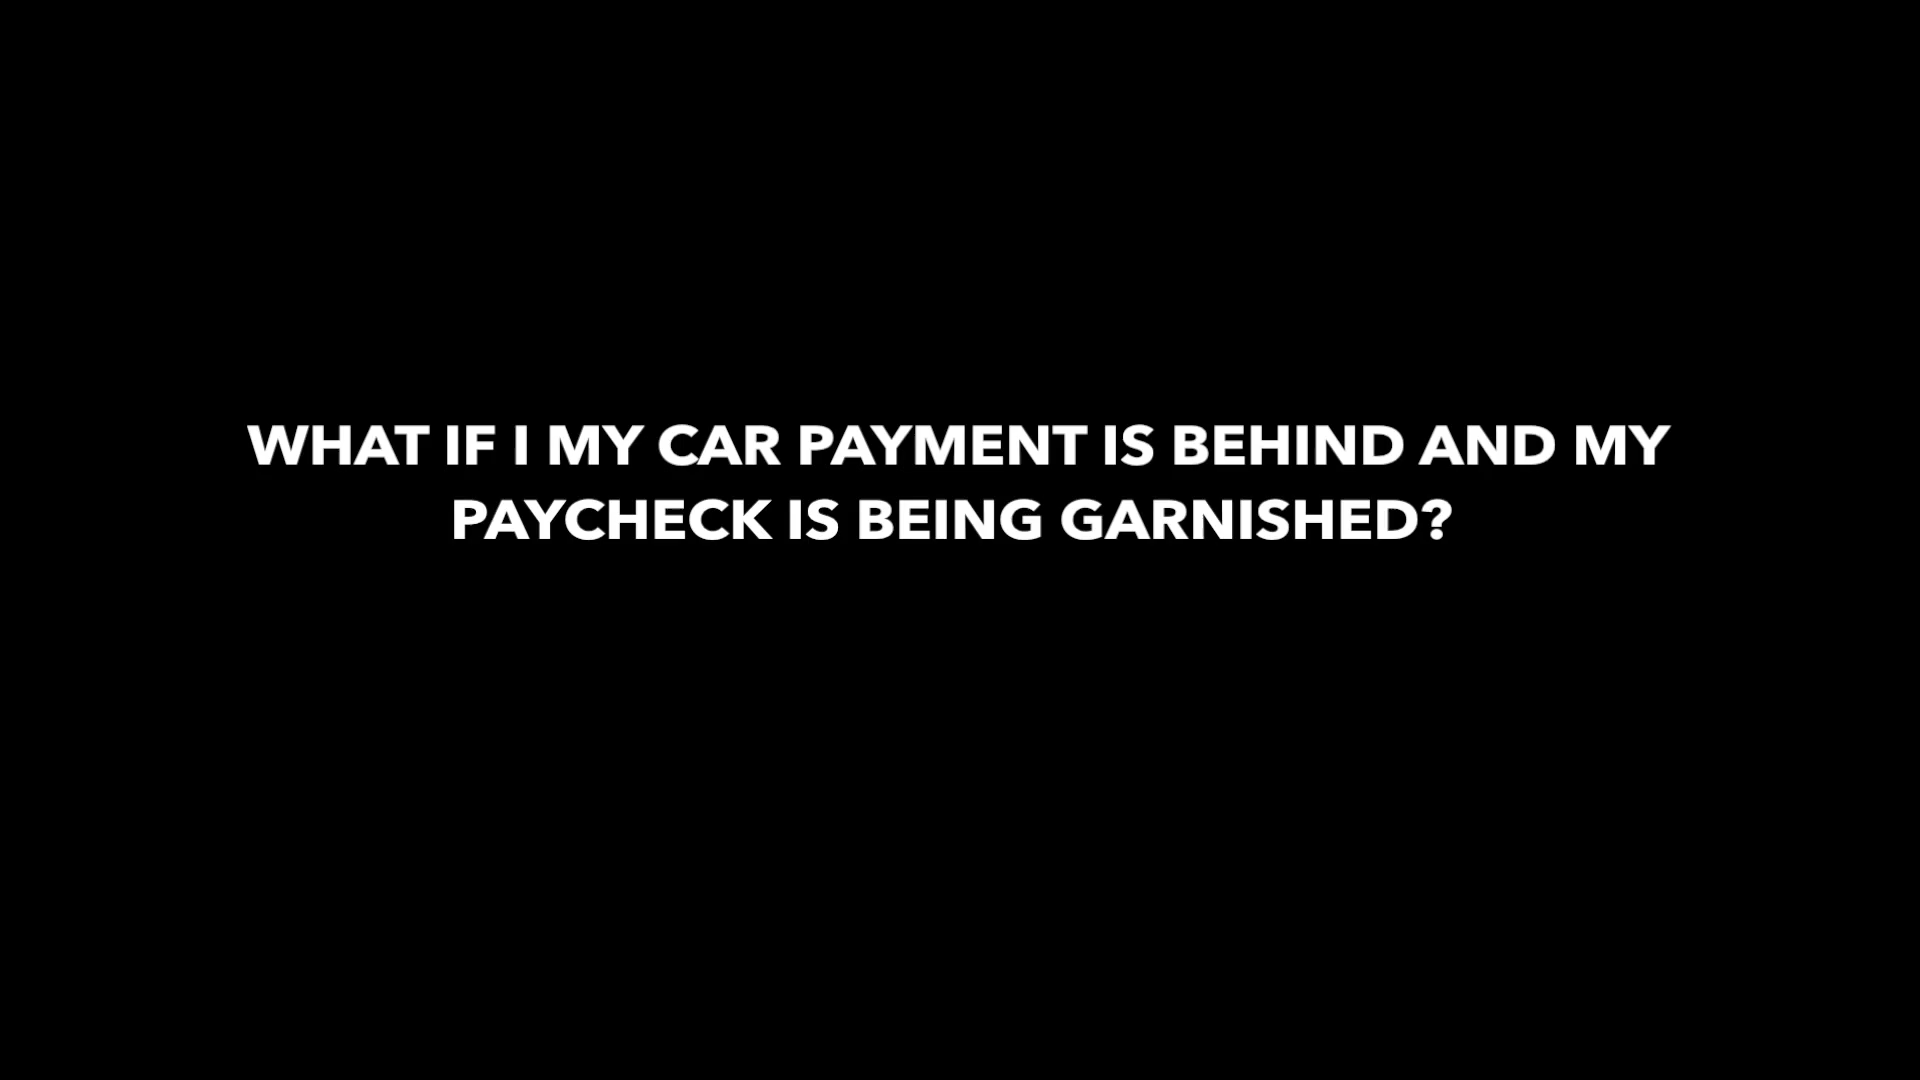 WHAT IF I MY CAR PAYMENT IS BEHIND AND MY
PAYCHECK IS BEING GARNISHED?